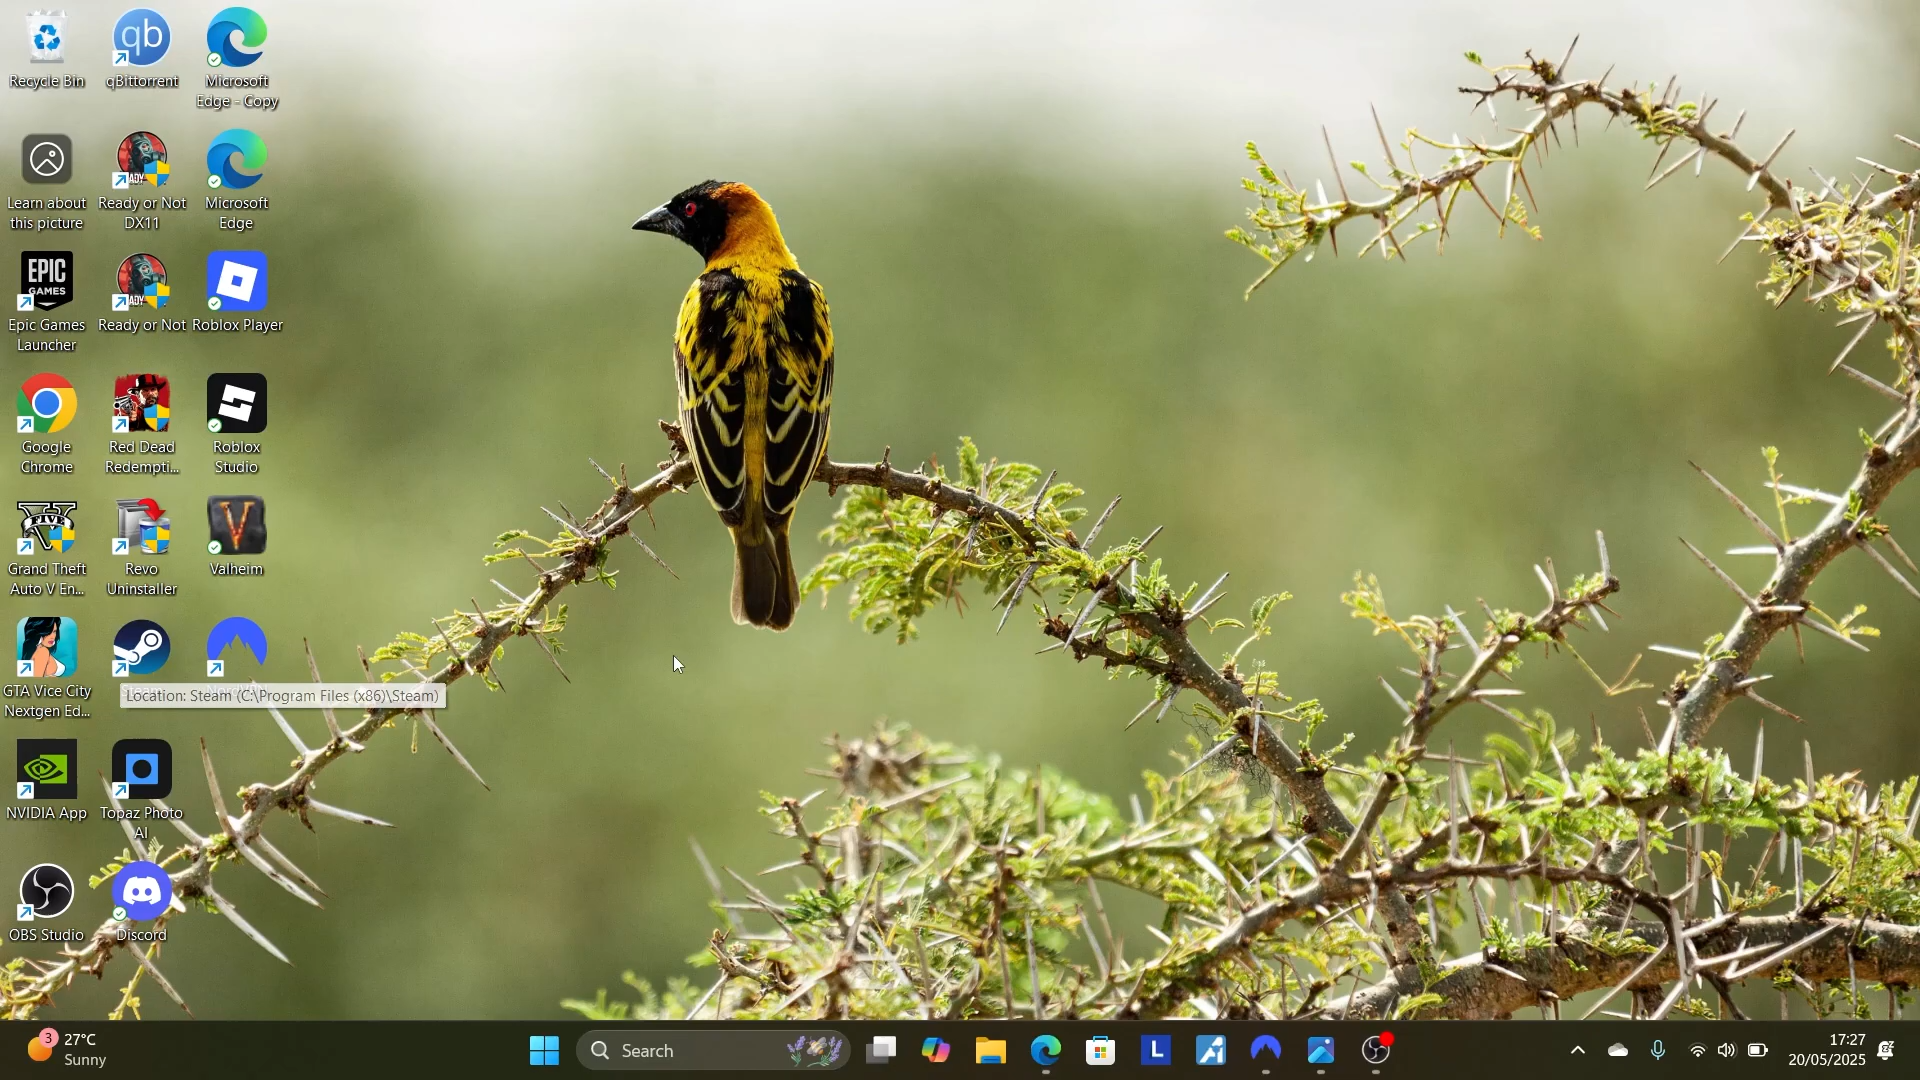 Recycle Bin
qBittorrent
Microsoft
Edge - Copy
Learn about
this picture
Ready or Not
DX11
Microsoft
Edge
EPIC
GAMES
Epic Games
Launcher
Ready or Not
Roblox Player
Google
Chrome
Red Dead
Redempti...
Roblox
Studio
FIVE
Grand Theft
Auto V En...
Revo
Uninstaller
V
Valheim
GTA Vice City
Nextgen Ed...
Location: Steam (C:\Program Files (x86)\Steam)
NVIDIA App
Topaz Photo
AI
OBS Studio
Discord
3
27°C
Sunny
Search
L
17:27
20/05/2025